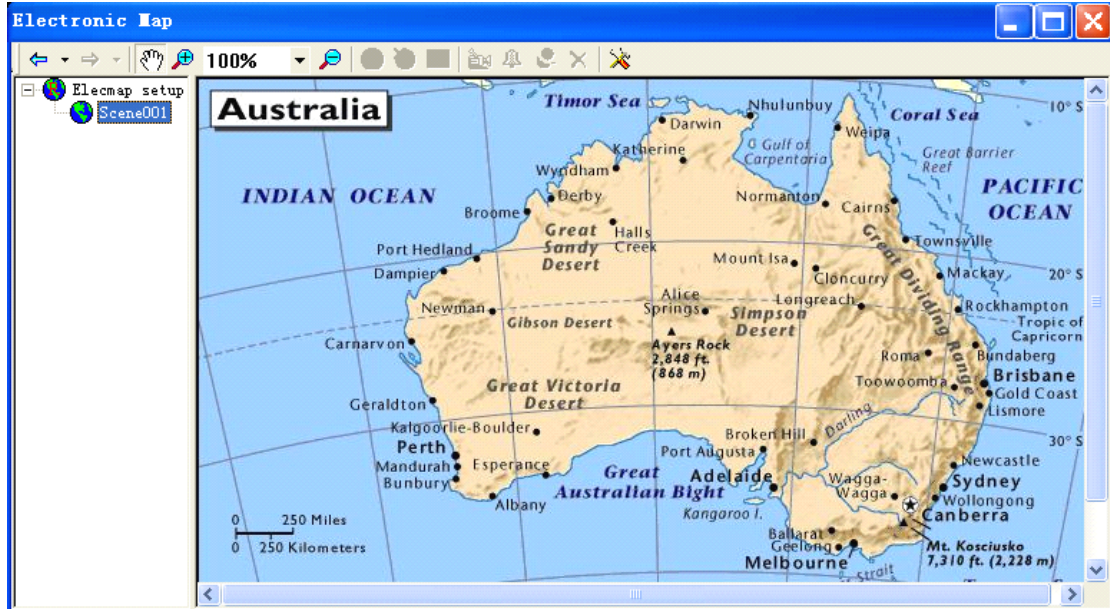 Electronic Map
100%
Elecmap setup
Scene001
Australia
Timor Sea
Nhulunbuy
Coral Sea
10° S
Darwin
Weipa
Katherine
Gulf of
Carpentaria
Great Barrier
Reef
Wyndham
INDIAN OCEAN
Derby
Normanton
Cairns
PACIFIC
OCEAN
Broome
Great
Sandy
Desert
Halls
Creek
Townsville
Port Hedland
Mount Isa
Great Dividing Range
Dampier
Cloncurry
Mackay
20° S
Alice
Springs
Longreach
Newman
Gibson Desert
Simpson
Desert
Rockhampton
Tropic of
Capricorn
Carnarvon
Ayers Rock
2,848 ft.
(868 m)
Roma
Bundaberg
Great Victoria
Desert
Toowoomba
Brisbane
Gold Coast
Geraldton
Darling
Lismore
Kalgoorlie-Boulder
Broken Hill
30° S
Perth
Port Augusta
Mandurah
Esperance
Great
Australian Bight
Adelaide
Newcastle
Bunbury
Wagga-
Wagga
Sydney
Albany
Kangaroo I.
Wollongong
Canberra
0 250 Miles
0 250 Kilometers
Ballarat
Geelong
Melbourne
Mt. Kosciusko
7,310 ft. (2,228 m)
Strait